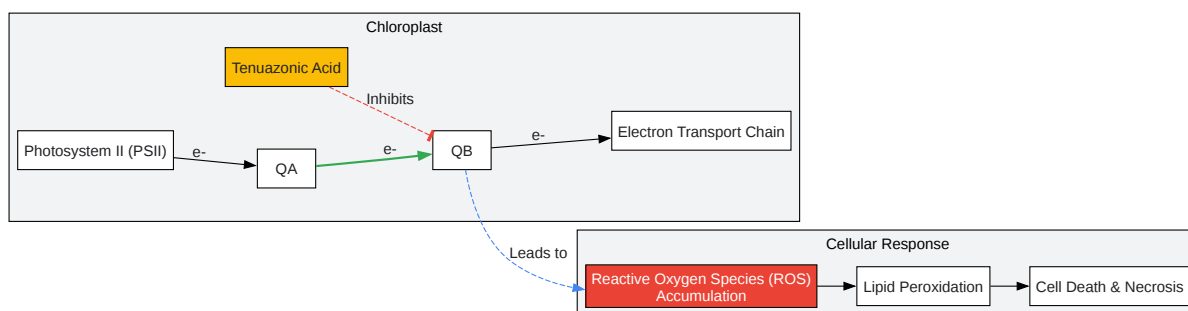 Chloroplast
Tenuazonic Acid
Inhibits
Photosystem II (PSII)
e-
QA
e-
QB
e-
Electron Transport Chain
Leads to
Cellular Response
Reactive Oxygen Species (ROS)
Accumulation
Lipid Peroxidation
Cell Death & Necrosis